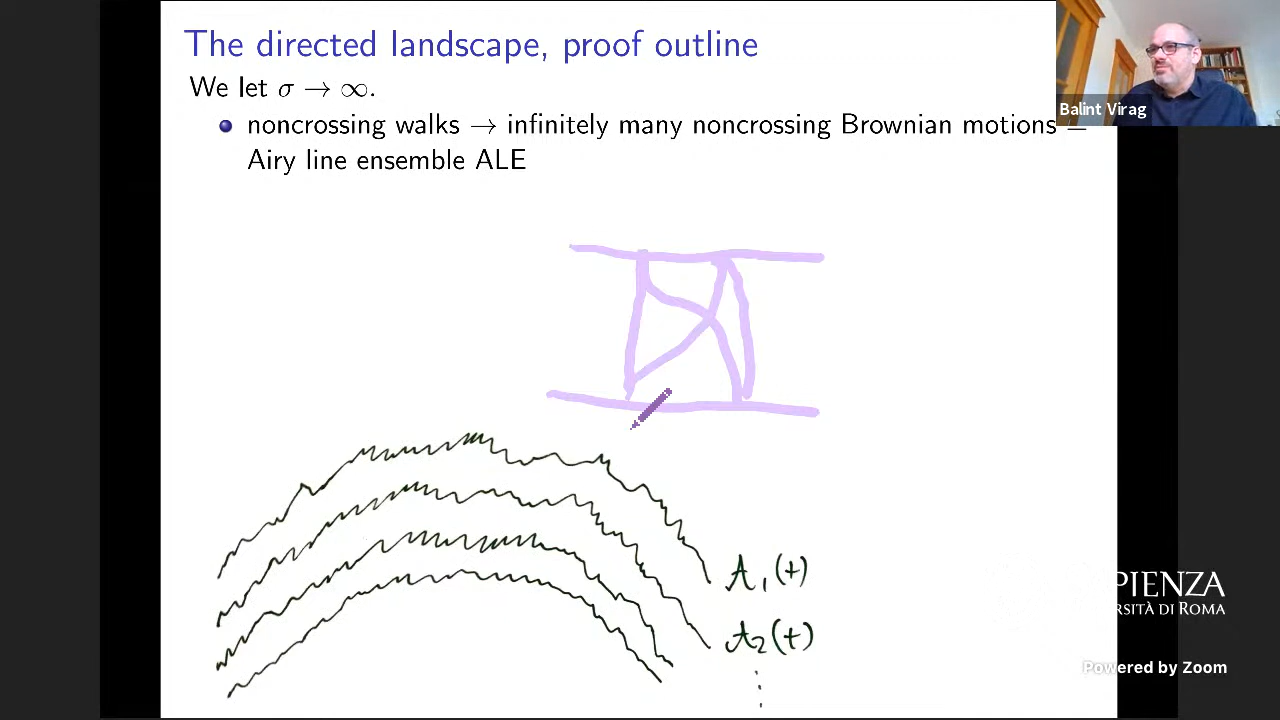 The directed landscape, proof outline
We let σ → ∞.
noncrossing walks → infinitely many noncrossing Brownian motions =
Airy line ensemble ALE
Balint Virag
A₁(t)
A₂(t)
PIENZA
RSITÀ DI ROMA
Powered by Zoom